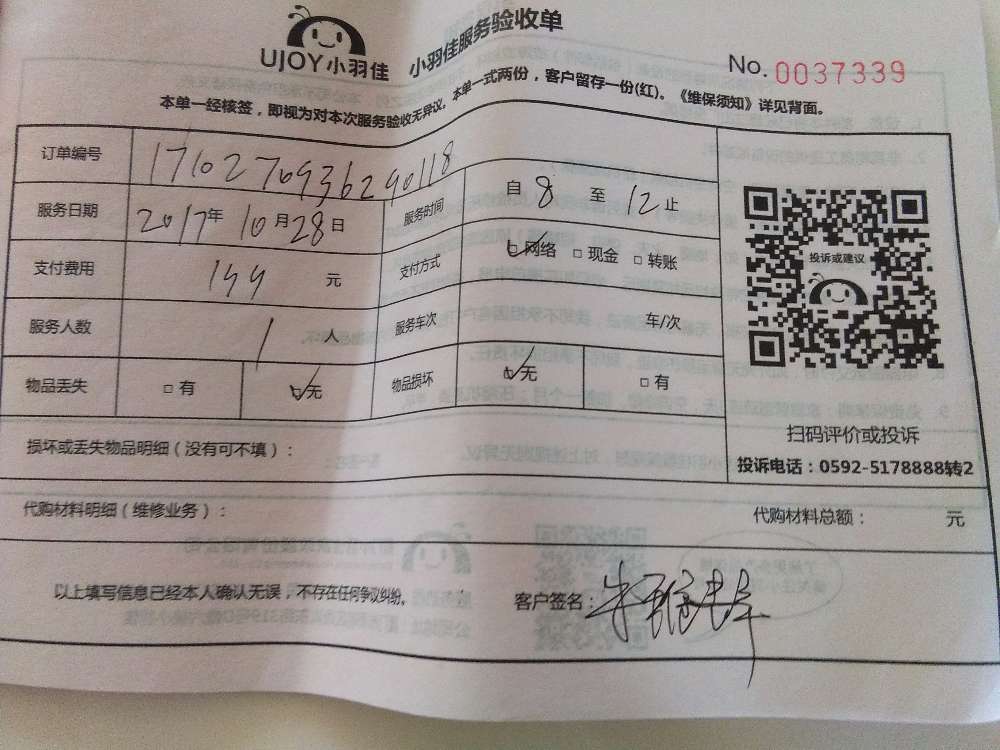 UJOY小羽佳 小羽佳服务验收单
No. 0037339
本单一经核签，即视为对本次服务验收无异议。本单一式两份，客户留存一份(红)。《维保须知》详见背面。
订单编号 1710276936290118
服务日期 2017年10月28日 服务时间 自8至12止
支付费用 199元 支付方式 □网络 □现金 □转账
服务人数 1人 服务车次 车/次
物品丢失 □有 □无 物品损坏 □无 □有
投诉或建议
扫码评价或投诉
投诉电话：0592-5178888转2
损坏或丢失物品明细（没有可不填）：
代购材料明细（维修业务）： 代购材料总额： 元
以上填写信息已经本人确认无误，不存在任何争议纠纷。 客户签名：